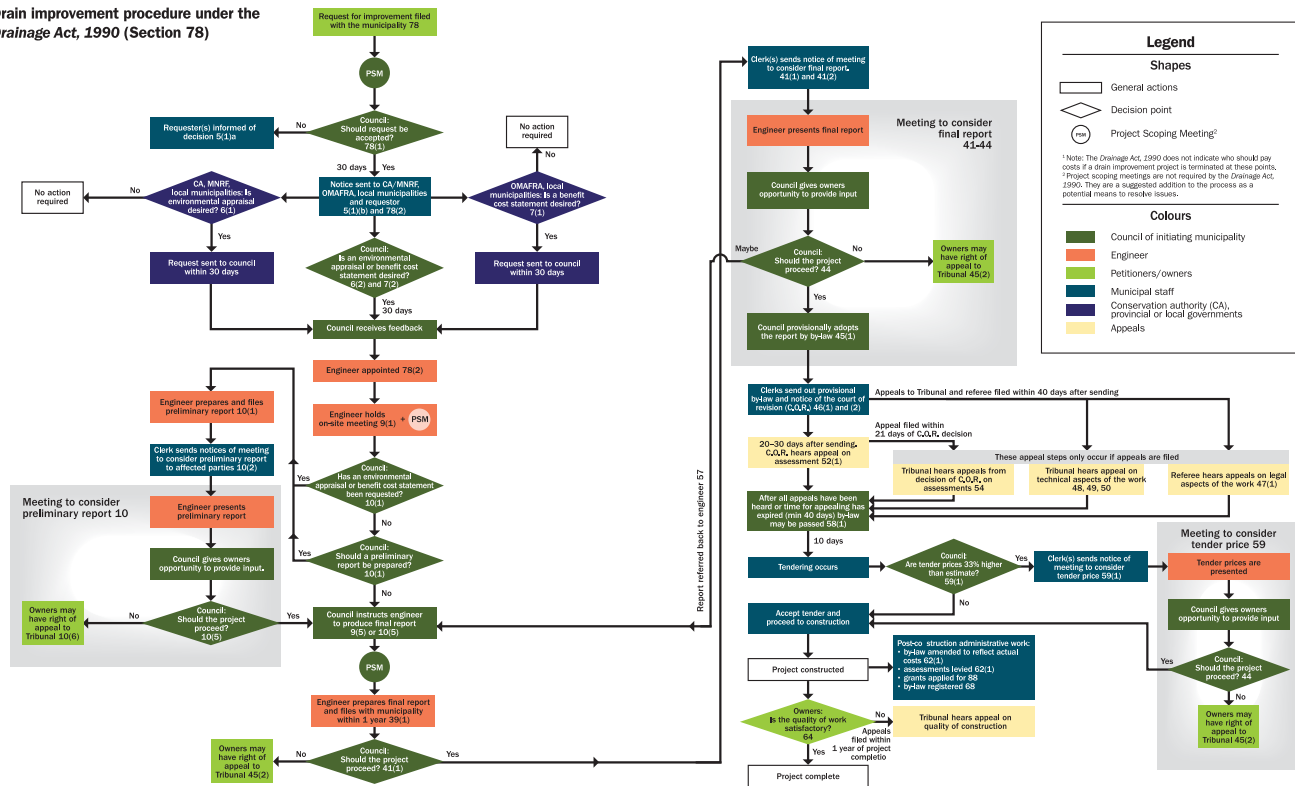 Drain improvement procedure under the
Drainage Act, 1990 (Section 78)
Request for improvement filed
with the municipality 78
PSM
Council:
Should request be
accepted?
78(1)
No
Requester(s) informed of
decision 5(1)a
30 days
Yes
Notice sent to CA/MNRF,
OMAFRA, local municipalities
and requestor
5(1)(b) and 78(2)
CA, MNRF,
local municipalities: Is
environmental appraisal
desired? 6(1)
No
No action
required
Yes
Request sent to council
within 30 days
OMAFRA, local
municipalities: Is a benefit
cost statement desired?
7(1)
No
No action
required
Yes
Request sent to council
within 30 days
Council:
Is an environmental
appraisal or benefit cost
statement desired?
6(2) and 7(2)
Yes
30 days
Council receives feedback
Engineer appointed 78(2)
Engineer holds
on-site meeting 9(1)
+
PSM
Council:
Has an environmental
appraisal or benefit cost statement
been requested?
10(1)
Yes
No
Council:
Should a preliminary
report be prepared?
10(1)
Yes
No
Engineer prepares and files
preliminary report 10(1)
Clerk sends notices of meeting
to consider preliminary report
to affected parties 10(2)
Meeting to consider
preliminary report 10
Engineer presents
preliminary report
Council gives owners
opportunity to provide input.
Council:
Should the project
proceed?
10(5)
No
Owners may
have right of
appeal to
Tribunal 10(6)
Yes
Council instructs engineer
to produce final report
9(5) or 10(5)
PSM
Engineer prepares final report
and files with municipality
within 1 year 39(1)
Council:
Should the project
proceed? 41(1)
No
Owners may
have right of
appeal to
Tribunal 45(2)
Yes
Report referred back to engineer 57
Clerk(s) sends notice of meeting
to consider final report.
41(1) and 41(2)
Meeting to consider
final report
41-44
Engineer presents final report
Council gives owners
opportunity to provide input
Council:
Should the project
proceed? 44
Maybe
No
Owners may
have right of
appeal to
Tribunal 45(2)
Yes
Council provisionally adopts
the report by by-law 45(1)
Clerks send out provisional
by-law and notice of the court of
revision (C.O.R.) 46(1) and (2)
Appeals to Tribunal and referee filed within 40 days after sending
Appeal filed within
21 days of C.O.R. decision
20–30 days after sending.
C.O.R. hears appeal on
assessment 52(1)
These appeal steps only occur if appeals are filed
Tribunal hears appeals from
decision of C.O.R. on
assessments 54
Tribunal hears appeal on
technical aspects of the work
48, 49, 50
Referee hears appeals on legal
aspects of the work 47(1)
After all appeals have been
heard or time for appealing has
expired (min 40 days) by-law
may be passed 58(1)
10 days
Tendering occurs
Council:
Are tender prices 33% higher
than estimate?
59(1)
Yes
Clerk(s) sends notice of
meeting to consider
tender price 59(1)
No
Meeting to consider
tender price 59
Tender prices are
presented
Council gives owners
opportunity to provide input
Council:
Should the project
proceed? 44
Yes
No
Owners may
have right of
appeal to
Tribunal 45(2)
Accept tender and
proceed to construction
Project constructed
Post-co struction administrative work:
• by-law amended to reflect actual
costs 62(1)
• assessments levied 62(1)
• grants applied for 88
• by-law registered 68
Owners:
Is the quality of work
satisfactory?
64
No
Appeals
filed within
1 year of project
completio
Tribunal hears appeal on
quality of construction
Yes
Project complete
Legend
Shapes
General actions
Decision point
PSM
Project Scoping Meeting²
¹ Note: The Drainage Act, 1990 does not indicate who should pay
costs if a drain improvement project is terminated at these points.
² Project scoping meetings are not required by the Drainage Act,
1990. They are a suggested addition to the process as a
potential means to resolve issues.
Colours
Council of initiating municipality
Engineer
Petitioners/owners
Municipal staff
Conservation authority (CA),
provincial or local governments
Appeals